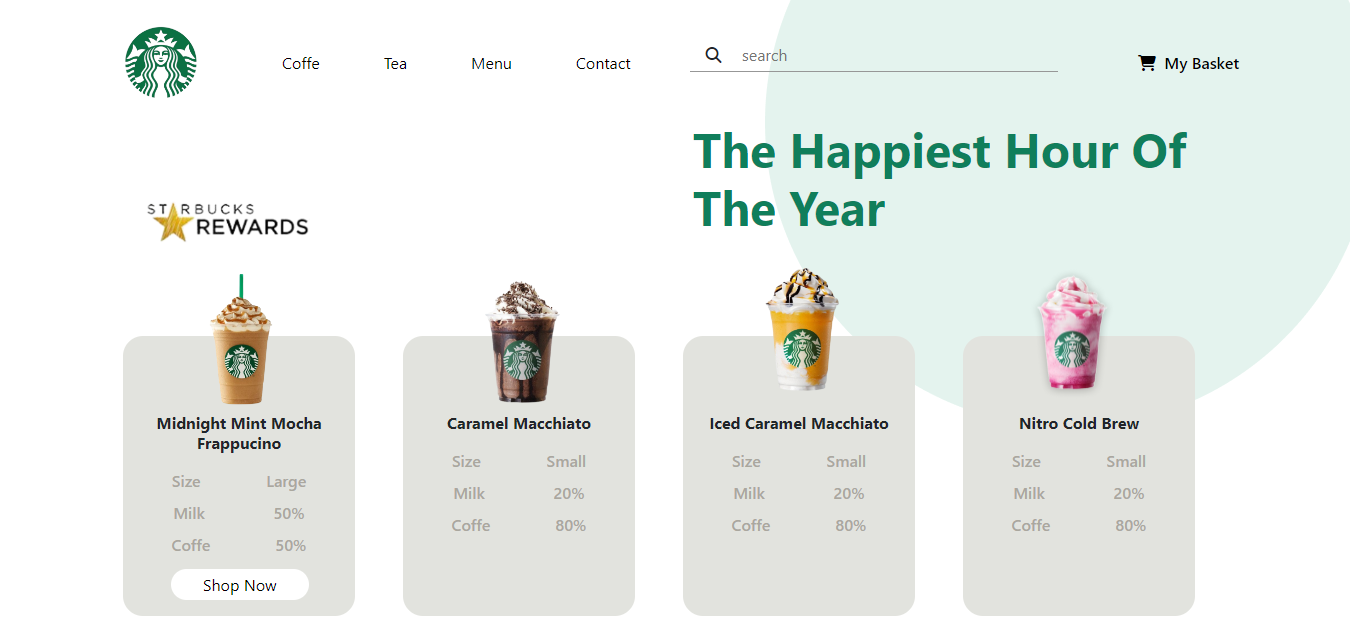 Coffe
Tea
Menu
Contact
search
My Basket
The Happiest Hour Of
The Year
STARBUCKS
REWARDS
Midnight Mint Mocha
Frappucino
Size Large
Milk 50%
Coffe 50%
Shop Now
Caramel Macchiato
Size Small
Milk 20%
Coffe 80%
Iced Caramel Macchiato
Size Small
Milk 20%
Coffe 80%
Nitro Cold Brew
Size Small
Milk 20%
Coffe 80%